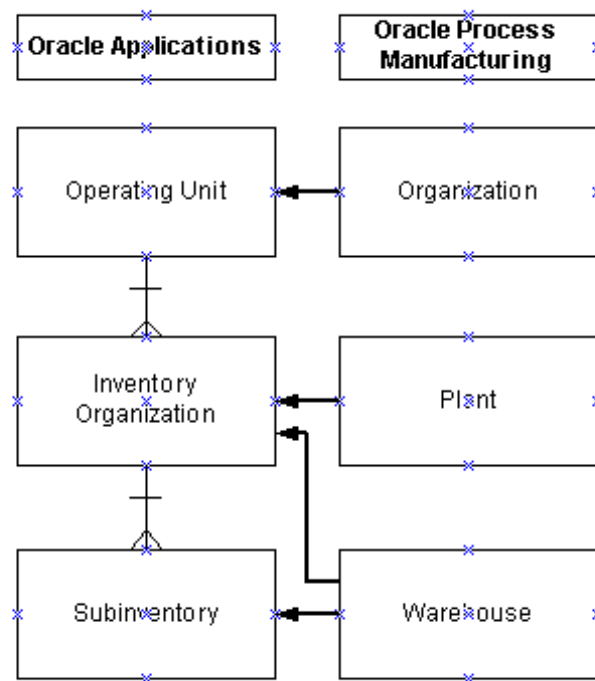 Oracle Applications
Oracle Process
Manufacturing
Operating Unit
Organization
Inventory
Organization
Plant
Subinventory
Warehouse